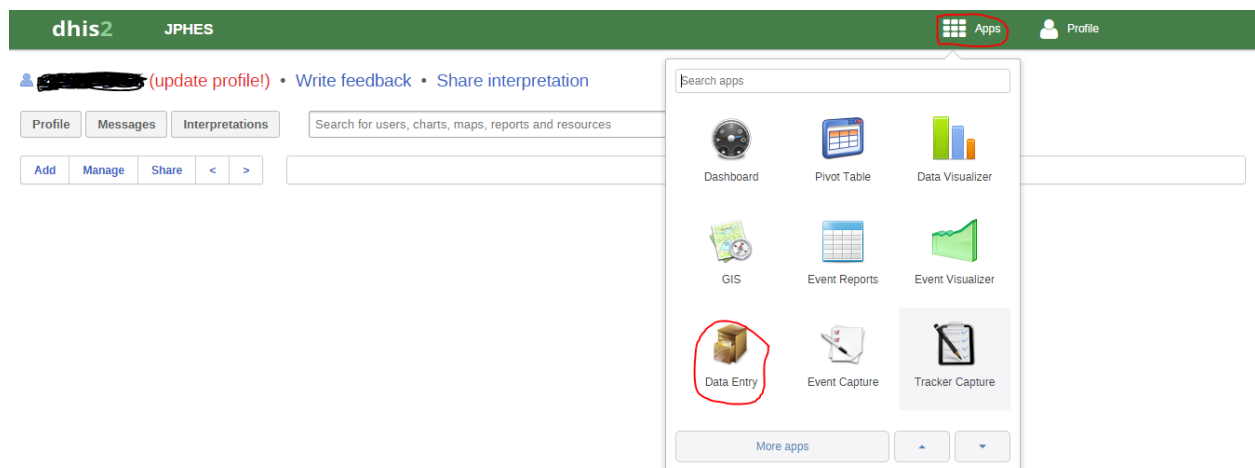 dhis2 JPHES Apps Profile
(update profile!) • Write feedback • Share interpretation
Search apps
Profile Messages Interpretations Search for users, charts, maps, reports and resources
Add Manage Share < >
Dashboard Pivot Table Data Visualizer
GIS Event Reports Event Visualizer
Data Entry Event Capture Tracker Capture
More apps